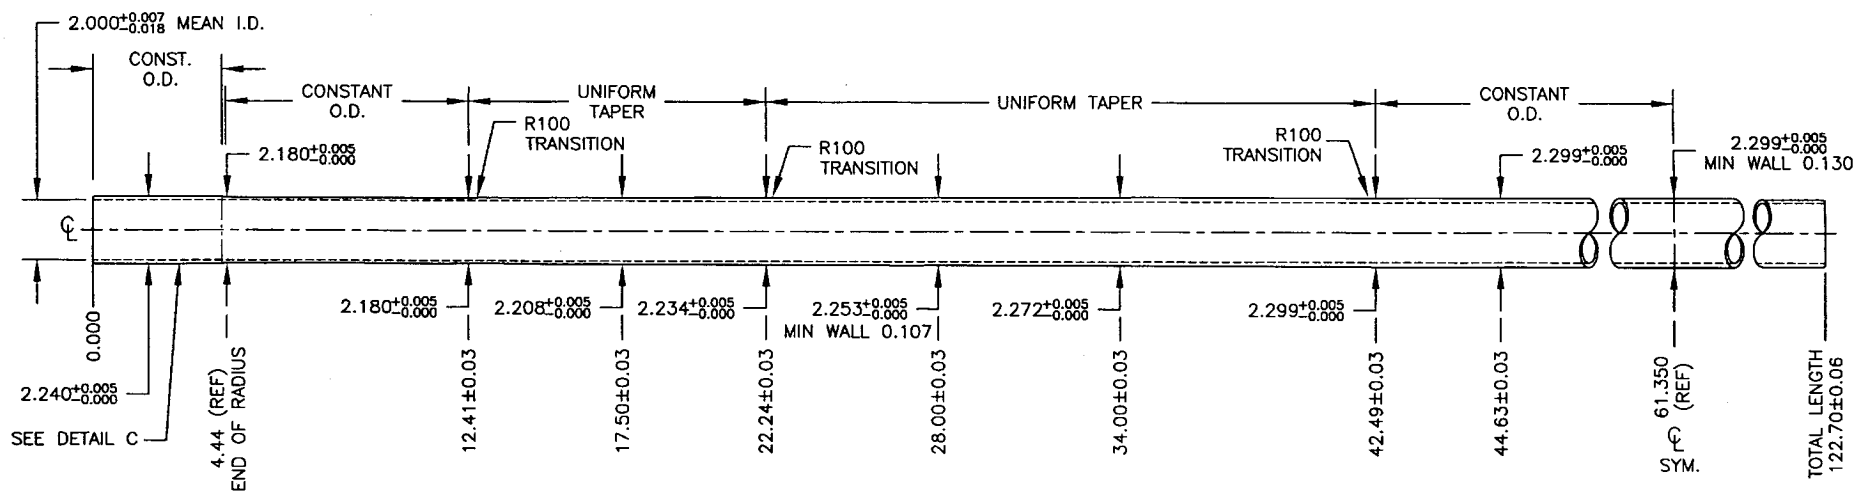 2.000+0.007-0.018 MEAN I.D.
CONST.
O.D.
CONSTANT
O.D.
UNIFORM
TAPER
UNIFORM TAPER
CONSTANT
O.D.
R100
TRANSITION
R100
TRANSITION
R100
TRANSITION
2.180+0.005-0.000
2.299+0.005-0.000
2.299+0.005-0.000
MIN WALL 0.130
℄
2.180+0.005-0.000
2.208+0.005-0.000
2.234+0.005-0.000
2.253+0.005-0.000
MIN WALL 0.107
2.272+0.005-0.000
2.299+0.005-0.000
2.240+0.005-0.000
SEE DETAIL C
0.000
4.44 (REF)
END OF RADIUS
12.41±0.03
17.50±0.03
22.24±0.03
28.00±0.03
34.00±0.03
42.49±0.03
44.63±0.03
61.350
(REF)
℄
SYM.
TOTAL LENGTH
122.70±0.06